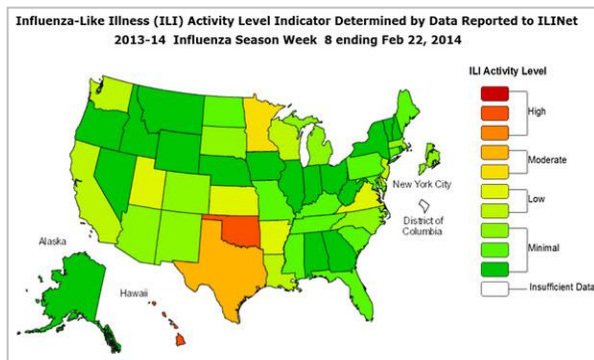 Influenza-Like Illness (ILI) Activity Level Indicator Determined by Data Reported to ILINet
2013-14 Influenza Season Week 8 ending Feb 22, 2014
ILI Activity Level
High
Moderate
Low
Minimal
Insufficient Data
New York City
District of
Columbia
Alaska
Hawaii